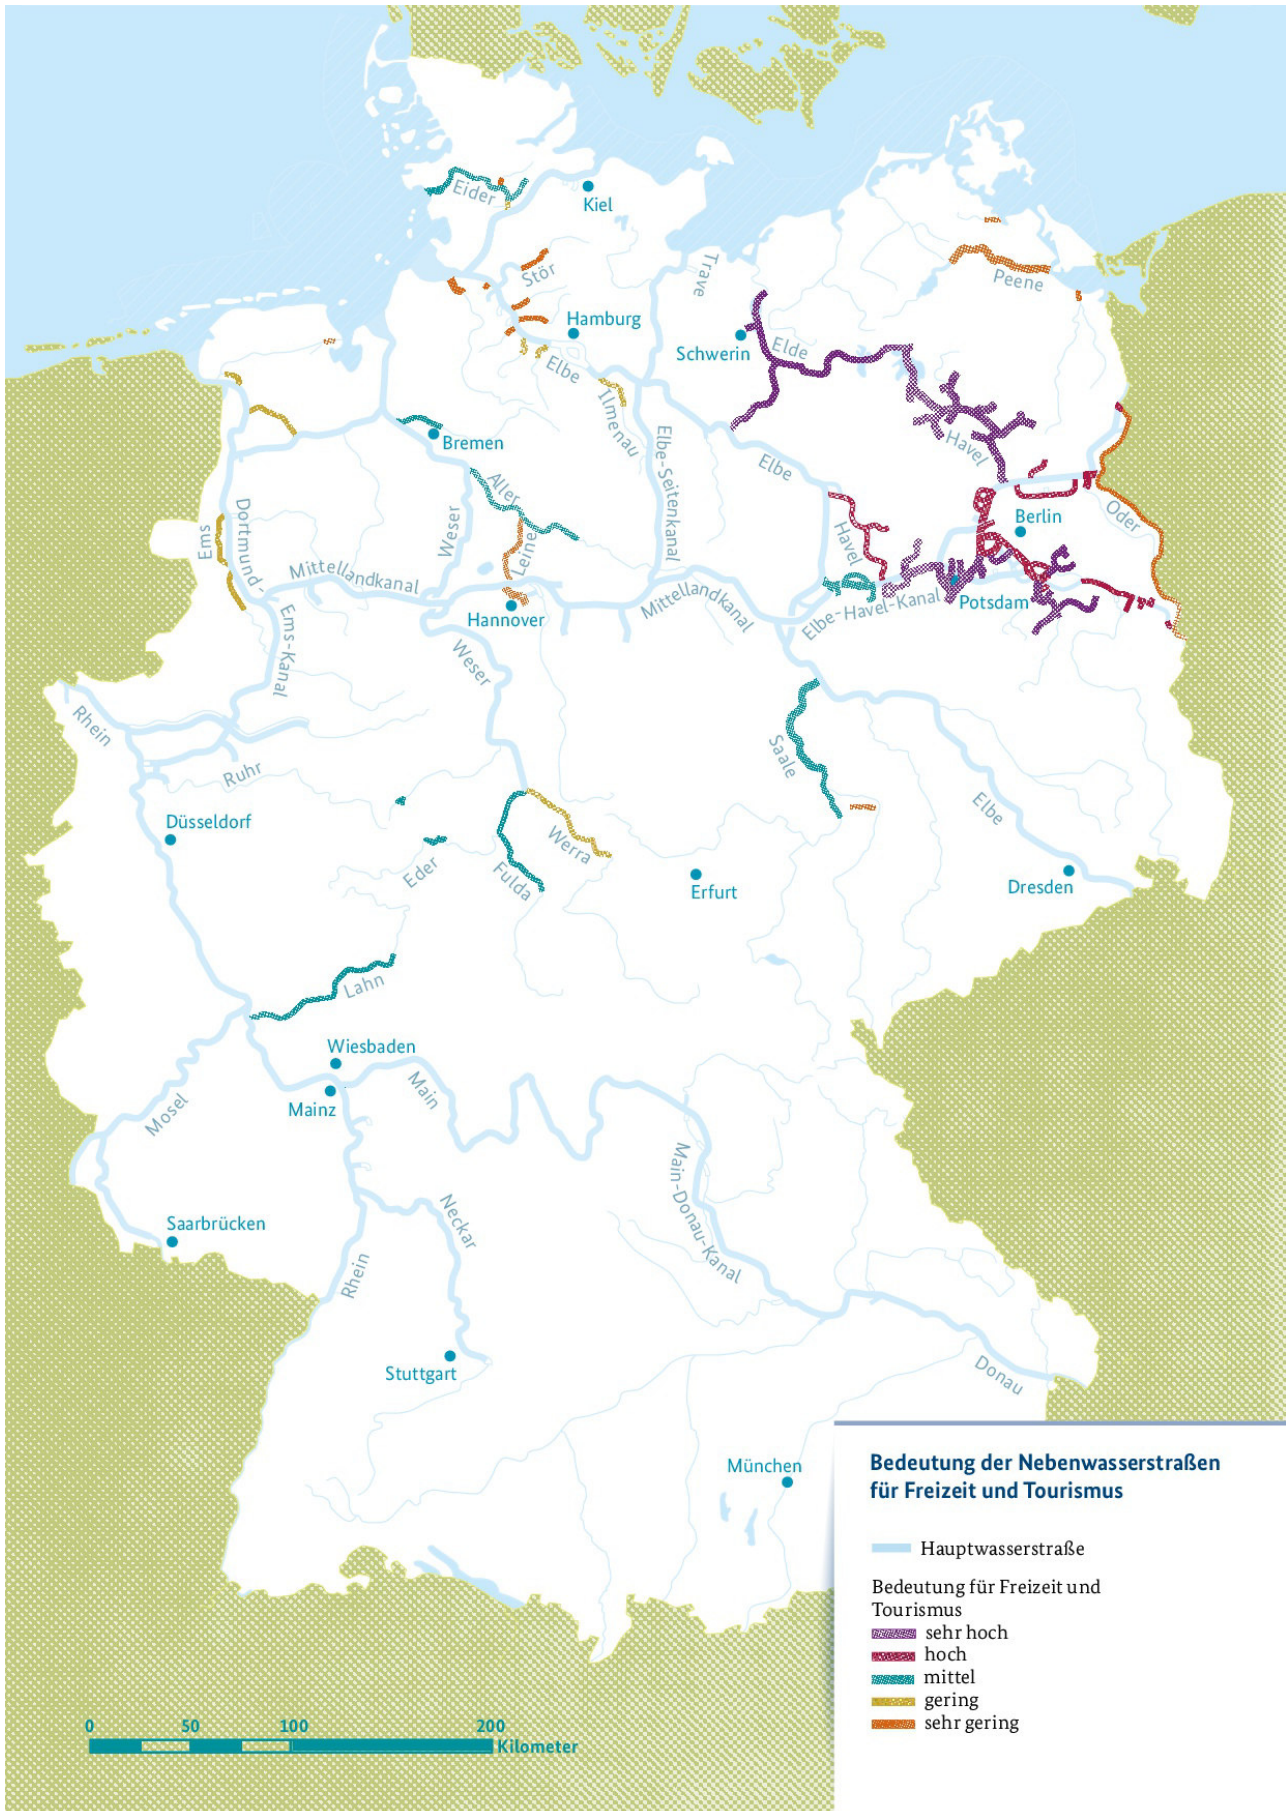 Eider
Kiel
Stör
Trave
Peene
Hamburg
Schwerin
Elde
Elbe
Ilmenau
Bremen
Elbe-Seitenkanal
Elbe
Havel
Aller
Ems
Dortmund-
Weser
Leine
Havel
Berlin
Oder
Mittellandkanal
Ems-Kanal
Hannover
Mittellandkanal
Elbe-Havel-Kanal
Potsdam
Weser
Rhein
Ruhr
Saale
Elbe
Düsseldorf
Werra
Eder
Fulda
Erfurt
Dresden
Lahn
Wiesbaden
Main
Mainz
Mosel
Main-Donau-Kanal
Neckar
Saarbrücken
Rhein
Stuttgart
Donau
München
Bedeutung der Nebenwasserstraßen
für Freizeit und Tourismus
Hauptwasserstraße
Bedeutung für Freizeit und
Tourismus
sehr hoch
hoch
mittel
gering
sehr gering
0 50 100 200
Kilometer